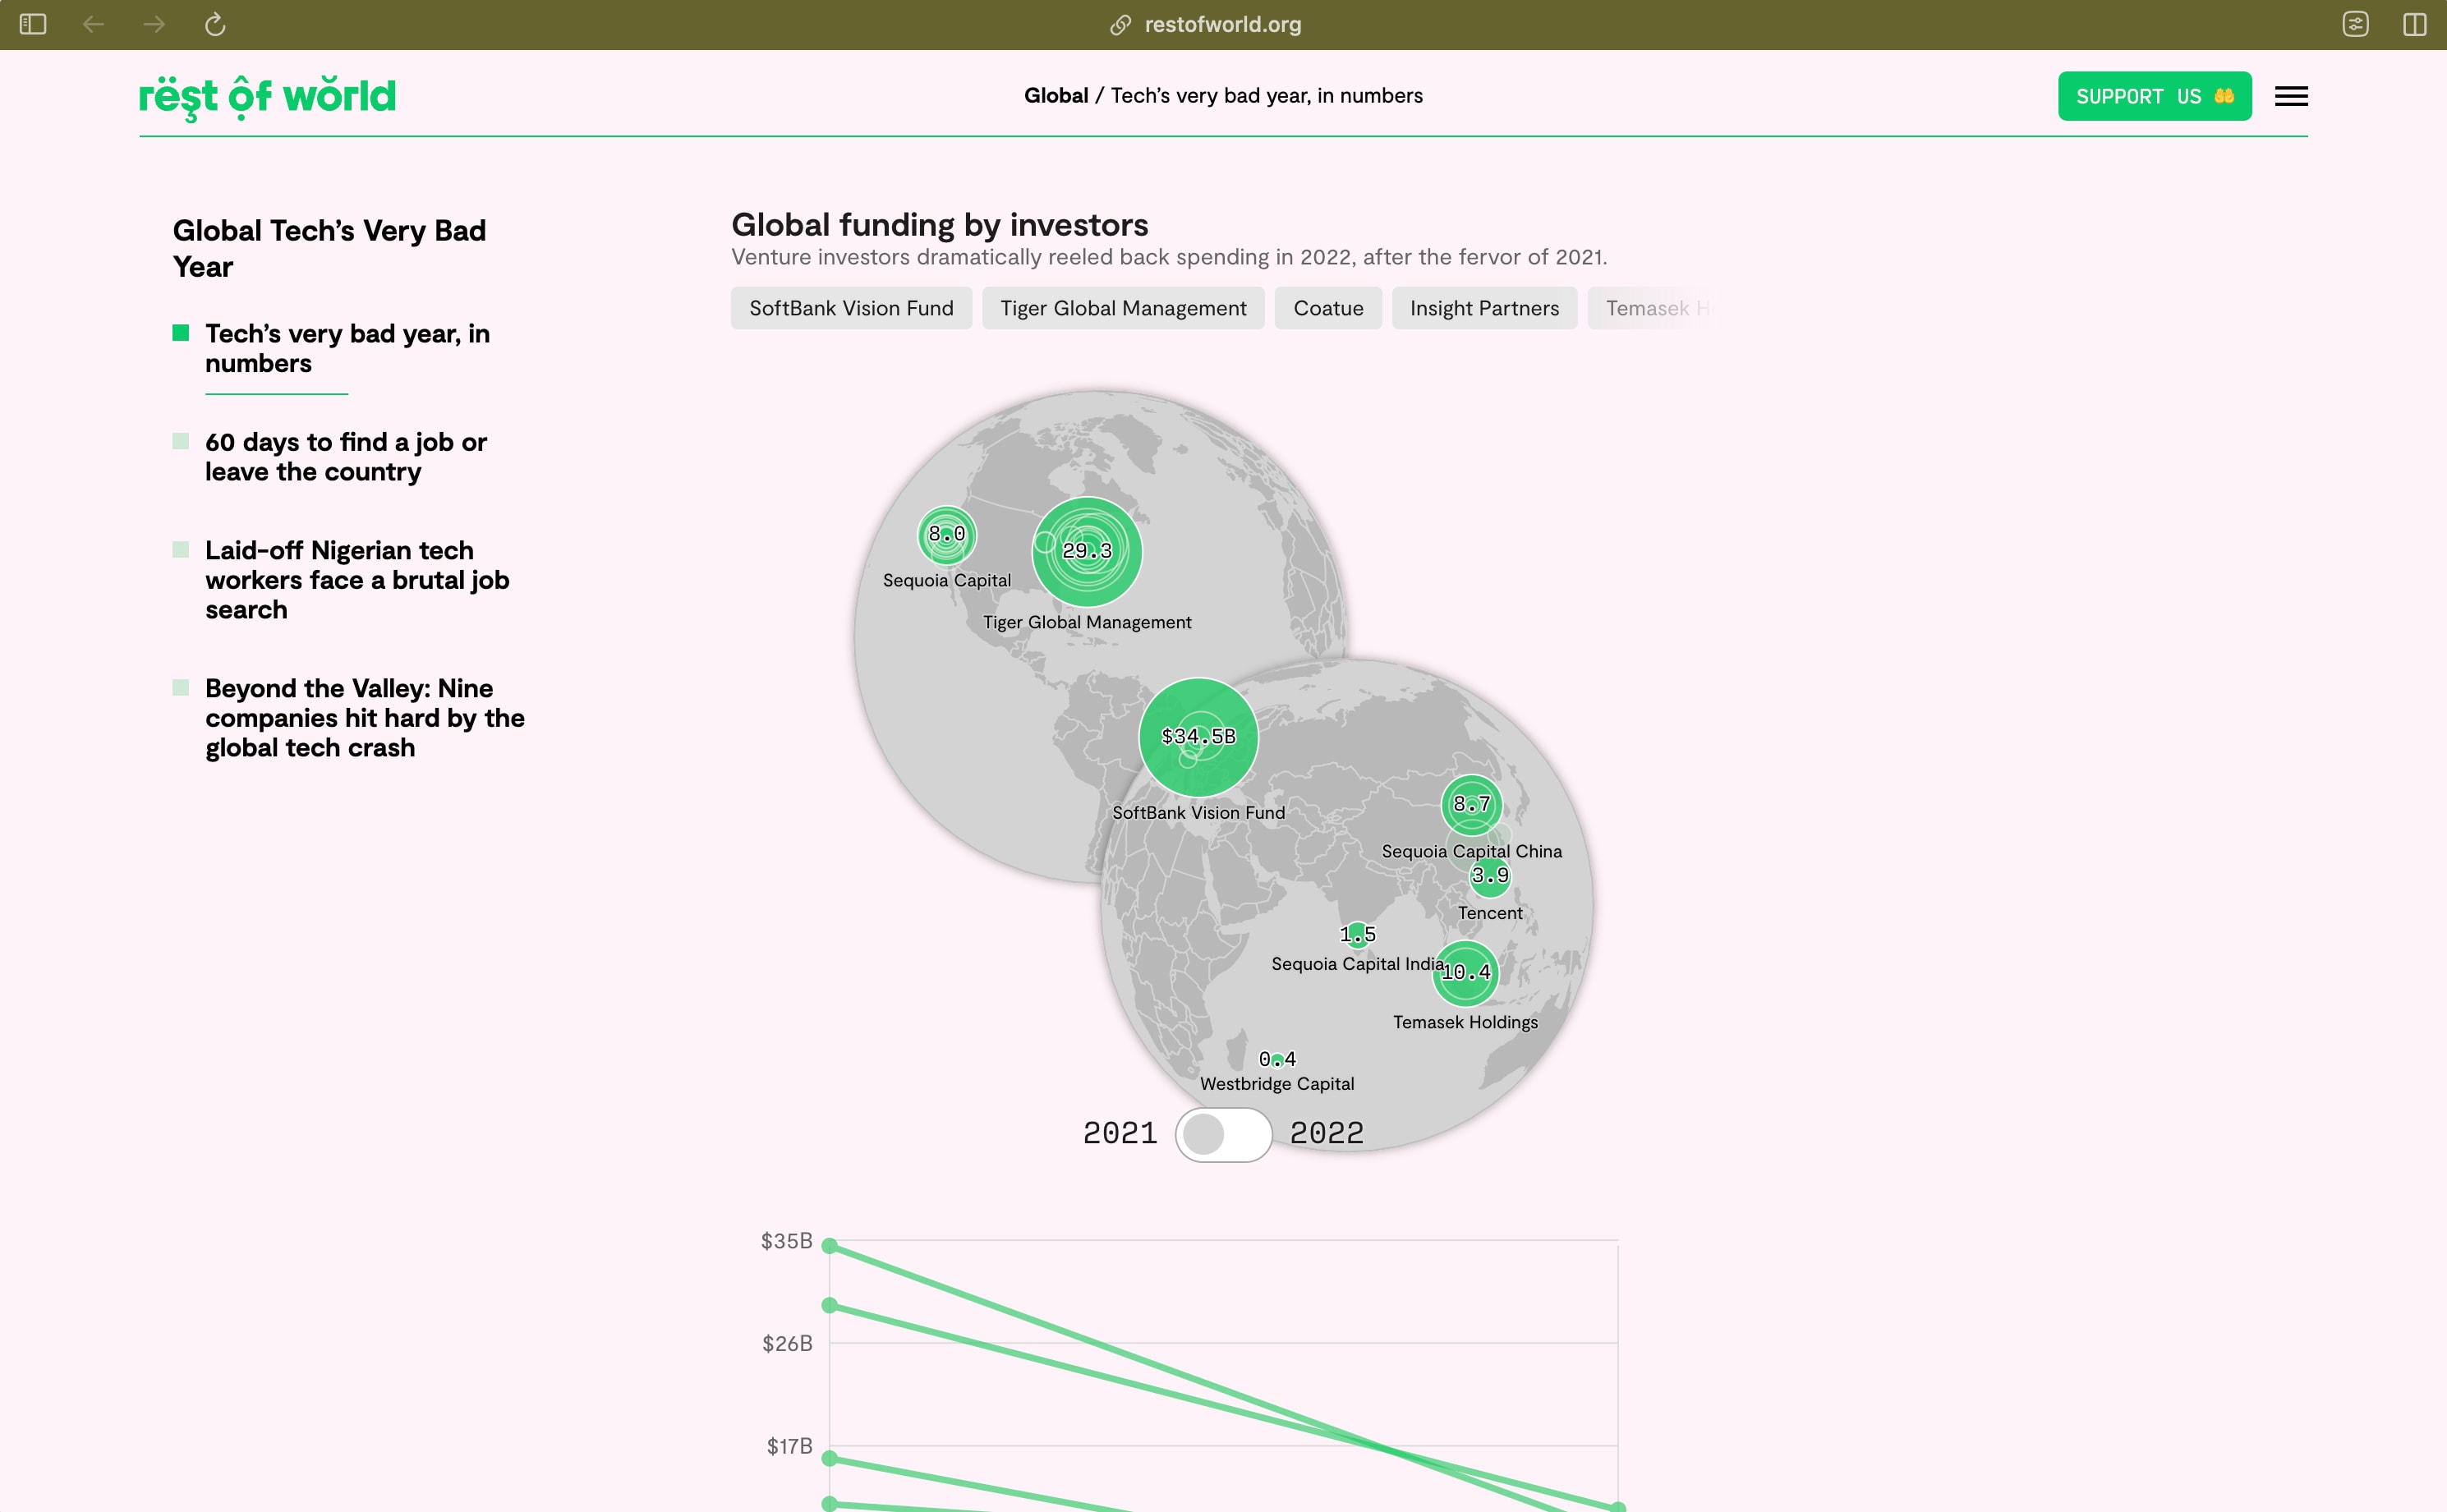 restofworld.org
rëşt ộf wŏrld
Global / Tech’s very bad year, in numbers
SUPPORT US
Global Tech’s Very Bad
Year
Tech’s very bad year, in
numbers
60 days to find a job or
leave the country
Laid-off Nigerian tech
workers face a brutal job
search
Beyond the Valley: Nine
companies hit hard by the
global tech crash
Global funding by investors
Venture investors dramatically reeled back spending in 2022, after the fervor of 2021.
SoftBank Vision Fund
Tiger Global Management
Coatue
Insight Partners
Temasek H
8.0
Sequoia Capital
29.3
Tiger Global Management
$34.5B
SoftBank Vision Fund
8.7
Sequoia Capital China
3.9
Tencent
1.5
Sequoia Capital India
10.4
Temasek Holdings
0.4
Westbridge Capital
2021
2022
$35B
$26B
$17B